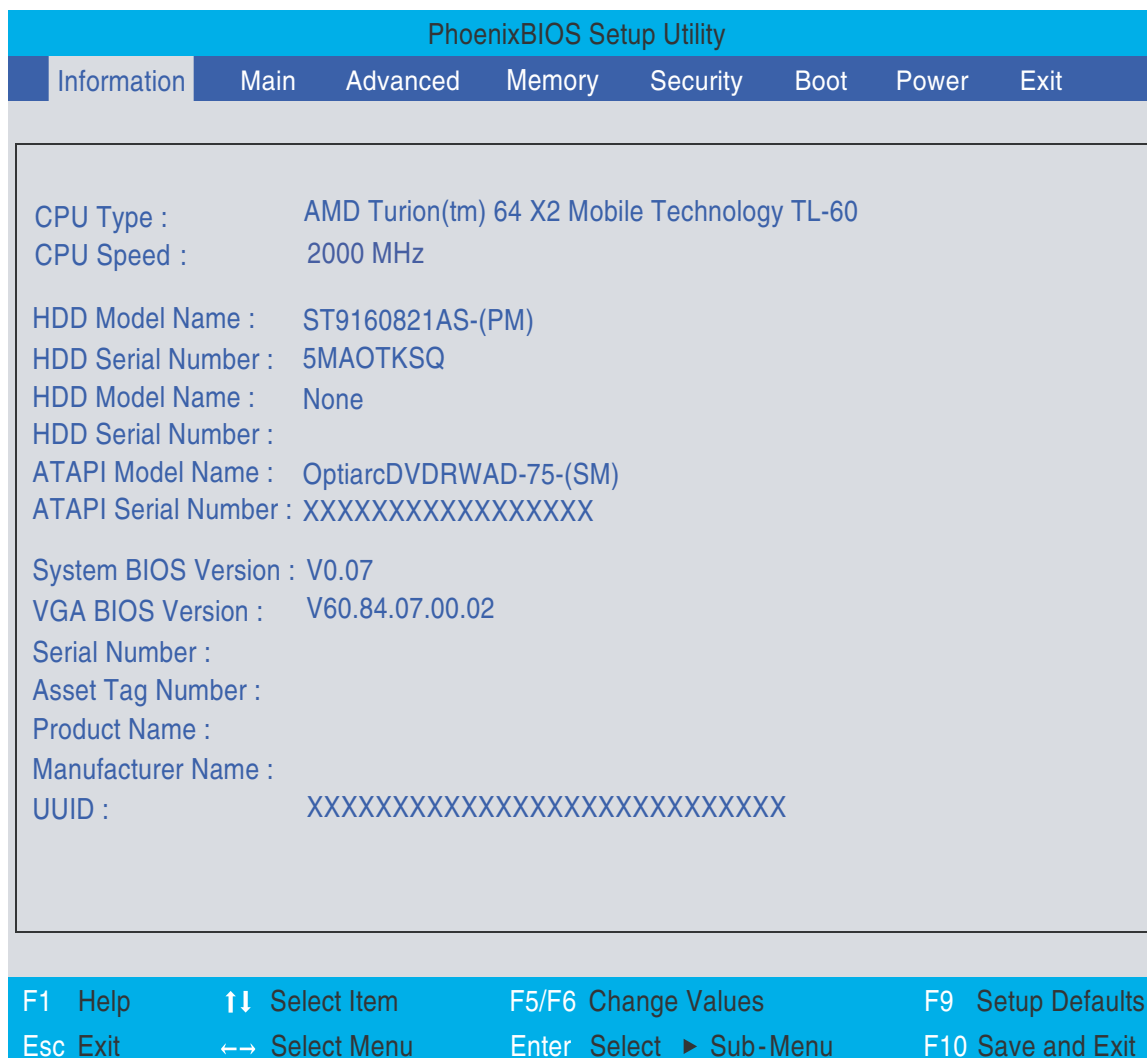 PhoenixBIOS Setup Utility
Information Main Advanced Memory Security Boot Power Exit
CPU Type : AMD Turion(tm) 64 X2 Mobile Technology TL-60
CPU Speed : 2000 MHz
HDD Model Name : ST9160821AS-(PM)
HDD Serial Number : 5MAOTKSQ
HDD Model Name : None
HDD Serial Number :
ATAPI Model Name : OptiarcDVDRWAD-75-(SM)
ATAPI Serial Number : XXXXXXXXXXXXXXXXX
System BIOS Version : V0.07
VGA BIOS Version : V60.84.07.00.02
Serial Number :
Asset Tag Number :
Product Name :
Manufacturer Name :
UUID : XXXXXXXXXXXXXXXXXXXXXXXXXXXX
F1 Help ↑↓ Select Item F5/F6 Change Values F9 Setup Defaults
Esc Exit ←→ Select Menu Enter Select ► Sub-Menu F10 Save and Exit